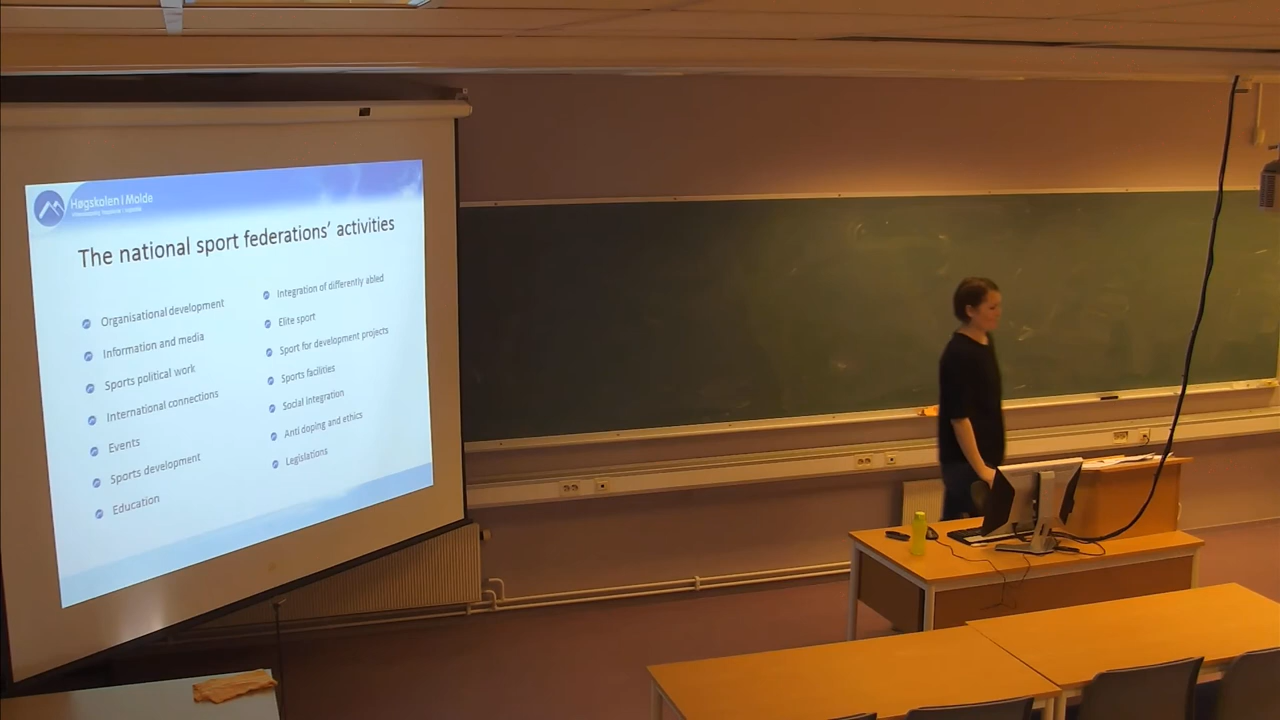 Høgskolen i Molde
The national sport federations' activities
Organisational development
Information and media
Sports political work
International connections
Events
Sports development
Education
Integration of differently abled
Elite sport
Sport for development projects
Sports facilities
Social integration
Anti doping and ethics
Legislations